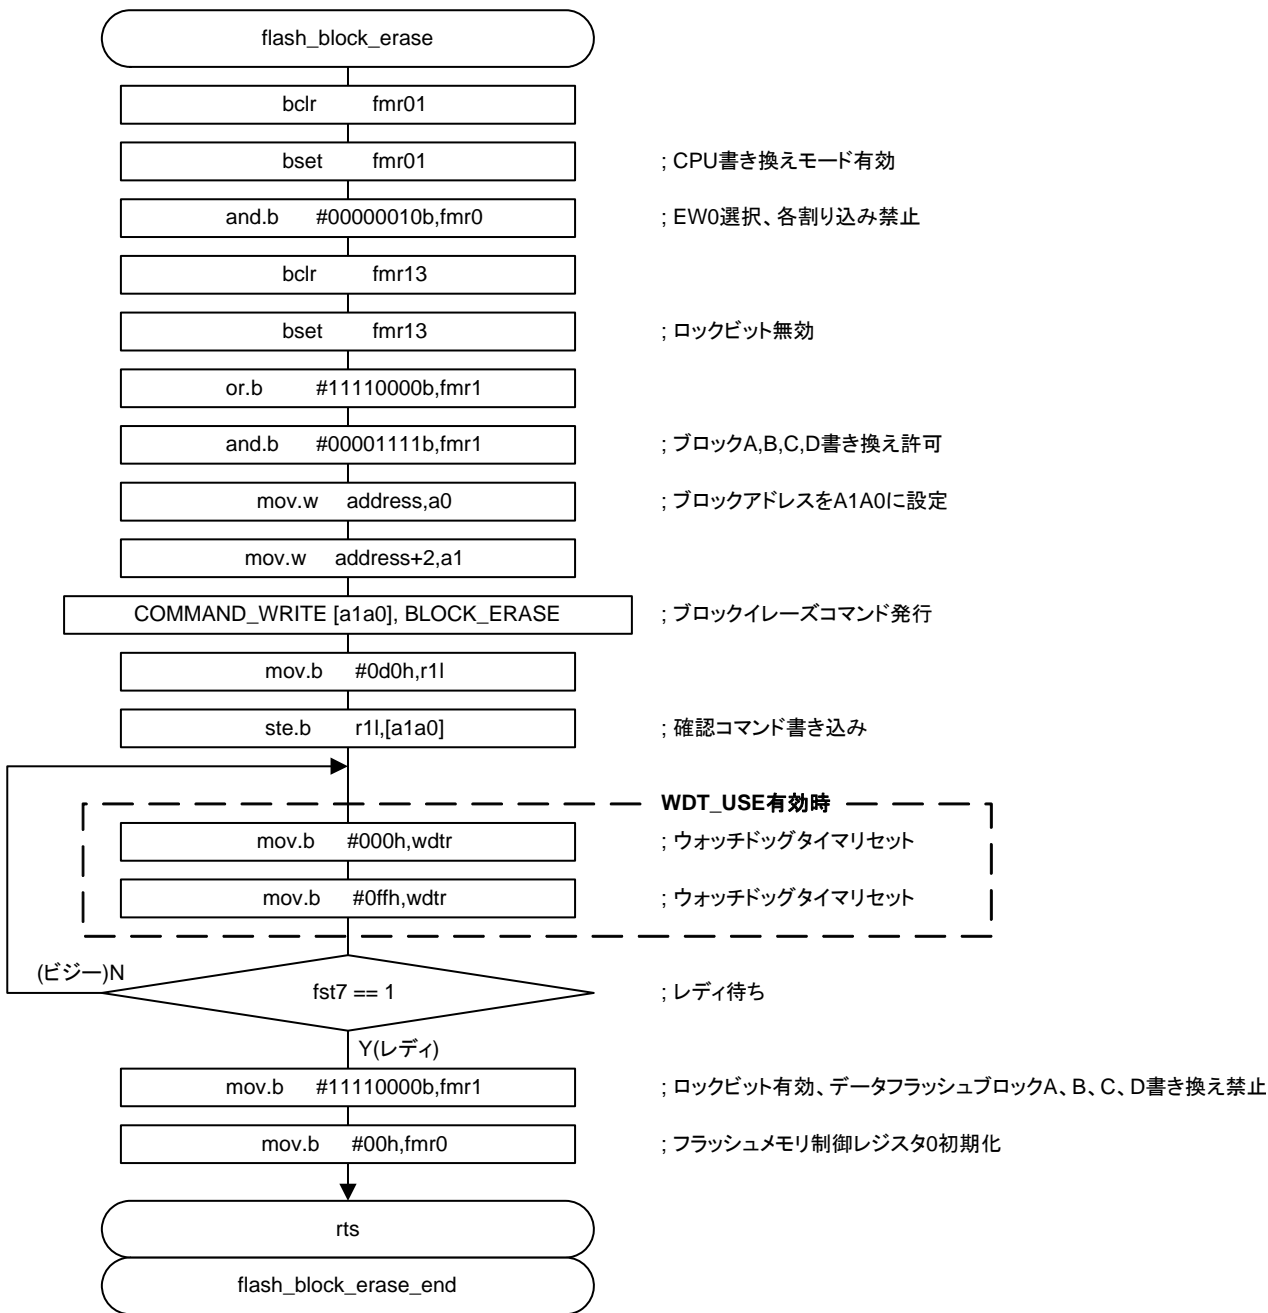 flash_block_erase
bclr fmr01
bset fmr01 ; CPU書き換えモード有効
and.b #00000010b,fmr0 ; EW0選択、各割り込み禁止
bclr fmr13
bset fmr13 ; ロックビット無効
or.b #11110000b,fmr1
and.b #00001111b,fmr1 ; ブロックA,B,C,D書き換え許可
mov.w address,a0 ; ブロックアドレスをA1A0に設定
mov.w address+2,a1
COMMAND_WRITE [a1a0], BLOCK_ERASE ; ブロックイレーズコマンド発行
mov.b #0d0h,r1l
ste.b r1l,[a1a0] ; 確認コマンド書き込み
WDT_USE有効時
mov.b #000h,wdtr ; ウォッチドッグタイマリセット
mov.b #0ffh,wdtr ; ウォッチドッグタイマリセット
(ビジー)N
fst7 == 1 ; レディ待ち
Y(レディ)
mov.b #11110000b,fmr1 ; ロックビット有効、データフラッシュブロックA、B、C、D書き換え禁止
mov.b #00h,fmr0 ; フラッシュメモリ制御レジスタ0初期化
rts
flash_block_erase_end